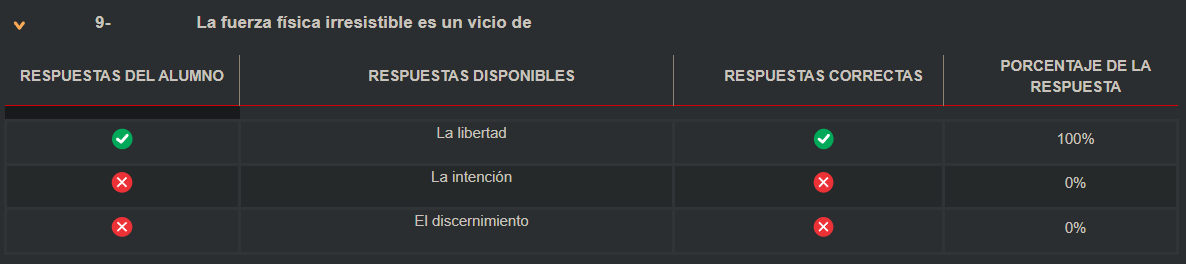 9- La fuerza física irresistible es un vicio de
RESPUESTAS DEL ALUMNO RESPUESTAS DISPONIBLES RESPUESTAS CORRECTAS PORCENTAJE DE LA
RESPUESTA
La libertad 100%
La intención 0%
El discernimiento 0%